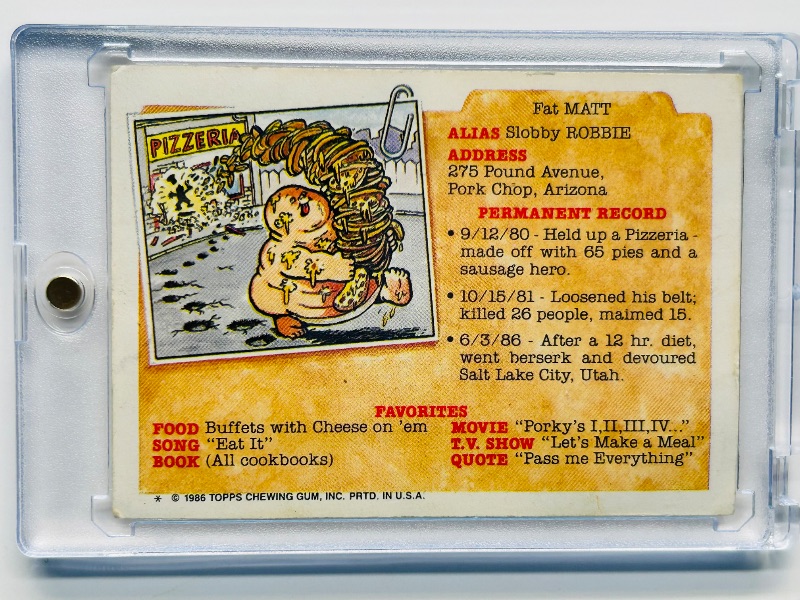 PIZZERIA
Fat MATT
ALIAS Slobby ROBBIE
ADDRESS
275 Pound Avenue,
Pork Chop, Arizona
PERMANENT RECORD
• 9/12/80 - Held up a Pizzeria -
made off with 65 pies and a
sausage hero.
• 10/15/81 - Loosened his belt;
killed 26 people, maimed 15.
• 6/3/86 - After a 12 hr. diet,
went berserk and devoured
Salt Lake City, Utah.
FAVORITES
FOOD Buffets with Cheese on 'em
SONG "Eat It"
BOOK (All cookbooks)
MOVIE "Porky's I,II,III,IV..."
T.V. SHOW "Let's Make a Meal"
QUOTE "Pass me Everything"
* © 1986 TOPPS CHEWING GUM, INC. PRTD. IN U.S.A.